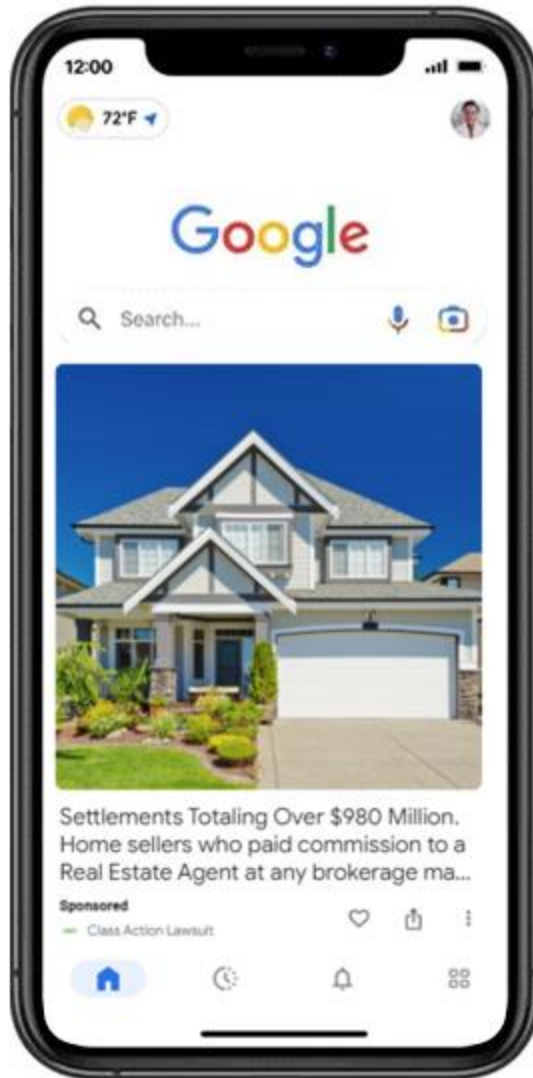 12:00
72°F
Google
Search...
Settlements Totaling Over $980 Million.
Home sellers who paid commission to a
Real Estate Agent at any brokerage ma...
Sponsored
Class Action Lawsuit